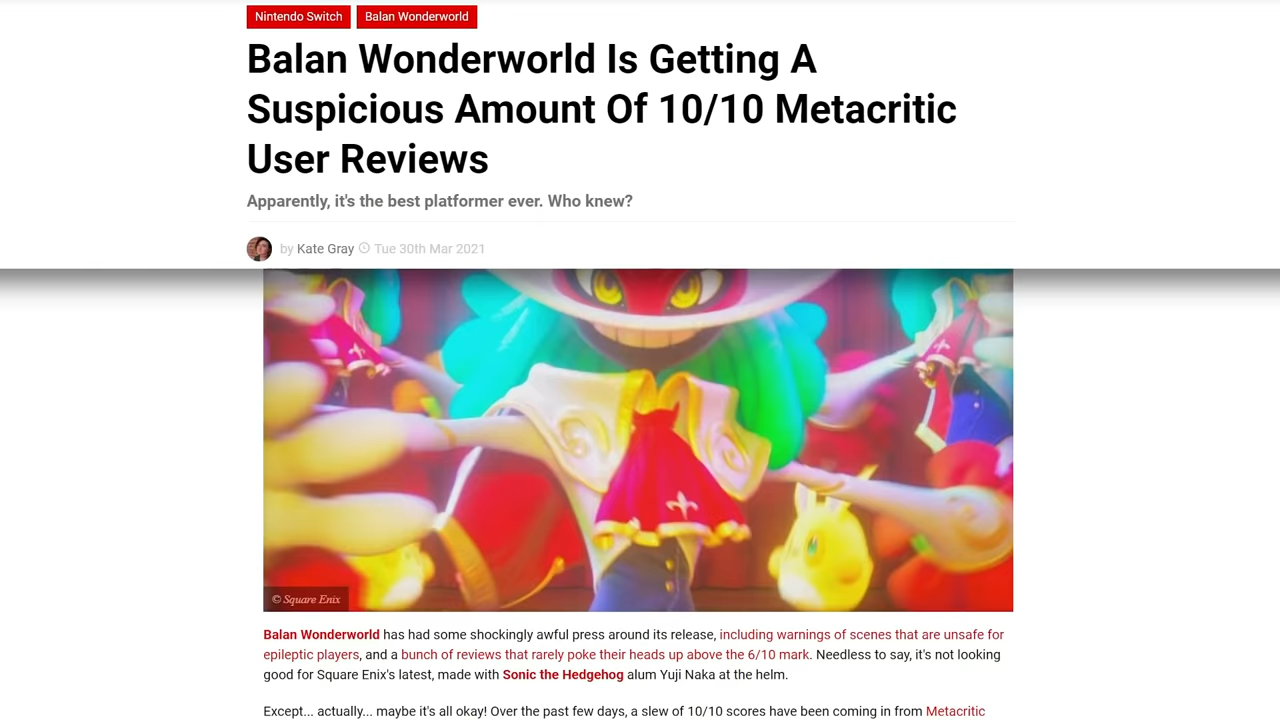 Nintendo Switch Balan Wonderworld
Balan Wonderworld Is Getting A
Suspicious Amount Of 10/10 Metacritic
User Reviews
Apparently, it's the best platformer ever. Who knew?
by Kate Gray Tue 30th Mar 2021
© Square Enix
Balan Wonderworld has had some shockingly awful press around its release, including warnings of scenes that are unsafe for
epileptic players, and a bunch of reviews that rarely poke their heads up above the 6/10 mark. Needless to say, it's not looking
good for Square Enix's latest, made with Sonic the Hedgehog alum Yuji Naka at the helm.
Except... actually... maybe it's all okay! Over the past few days, a slew of 10/10 scores have been coming in from Metacritic